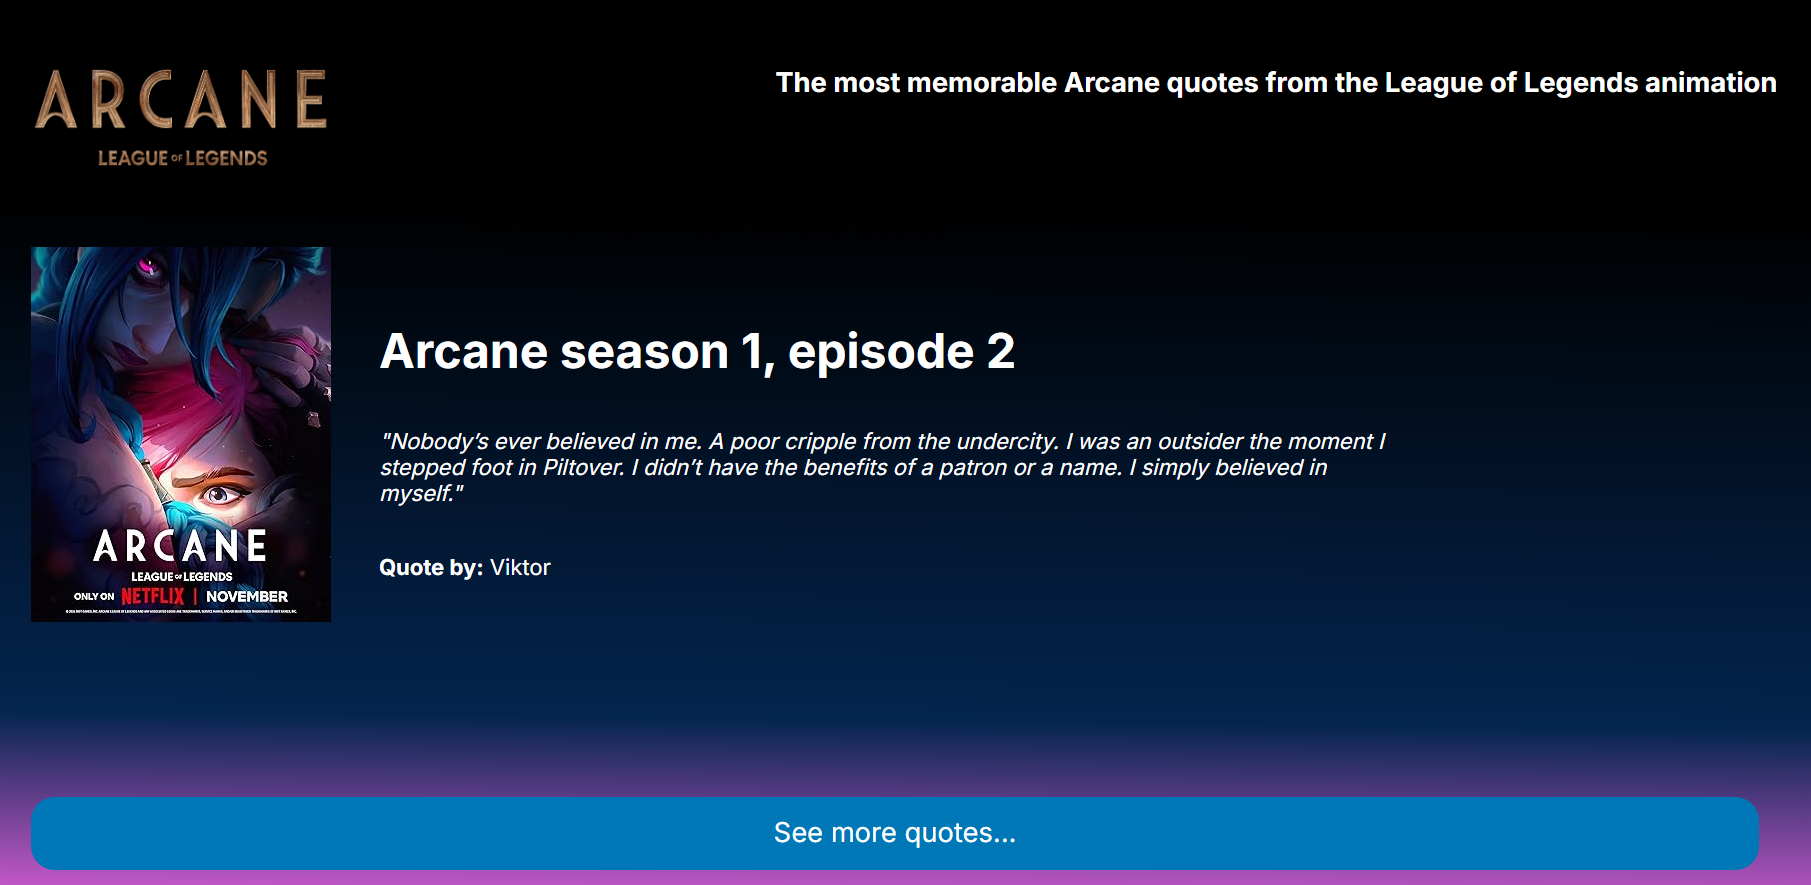 ARCANE
LEAGUE OF LEGENDS
The most memorable Arcane quotes from the League of Legends animation
ARCANE
LEAGUE OF LEGENDS
ONLY ON NETFLIX | NOVEMBER
Arcane season 1, episode 2
"Nobody’s ever believed in me. A poor cripple from the undercity. I was an outsider the moment I
stepped foot in Piltover. I didn’t have the benefits of a patron or a name. I simply believed in
myself."
Quote by: Viktor
See more quotes...